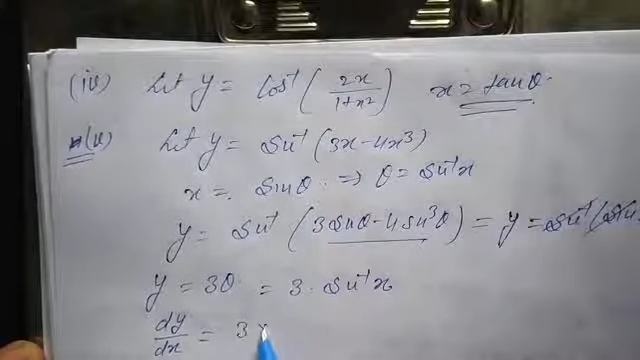 (iv) Let y = Cos⁻¹ ( 2x / 1+x² ) x = tanθ
(v) Let y = Sin⁻¹ (3x-4x³)
x = Sinθ ⇒ θ = Sin⁻¹x
y = Sin⁻¹ (3Sinθ-4Sin³θ) = y = Sin⁻¹(
y = 3θ = 3. Sin⁻¹x
dy/dx = 3